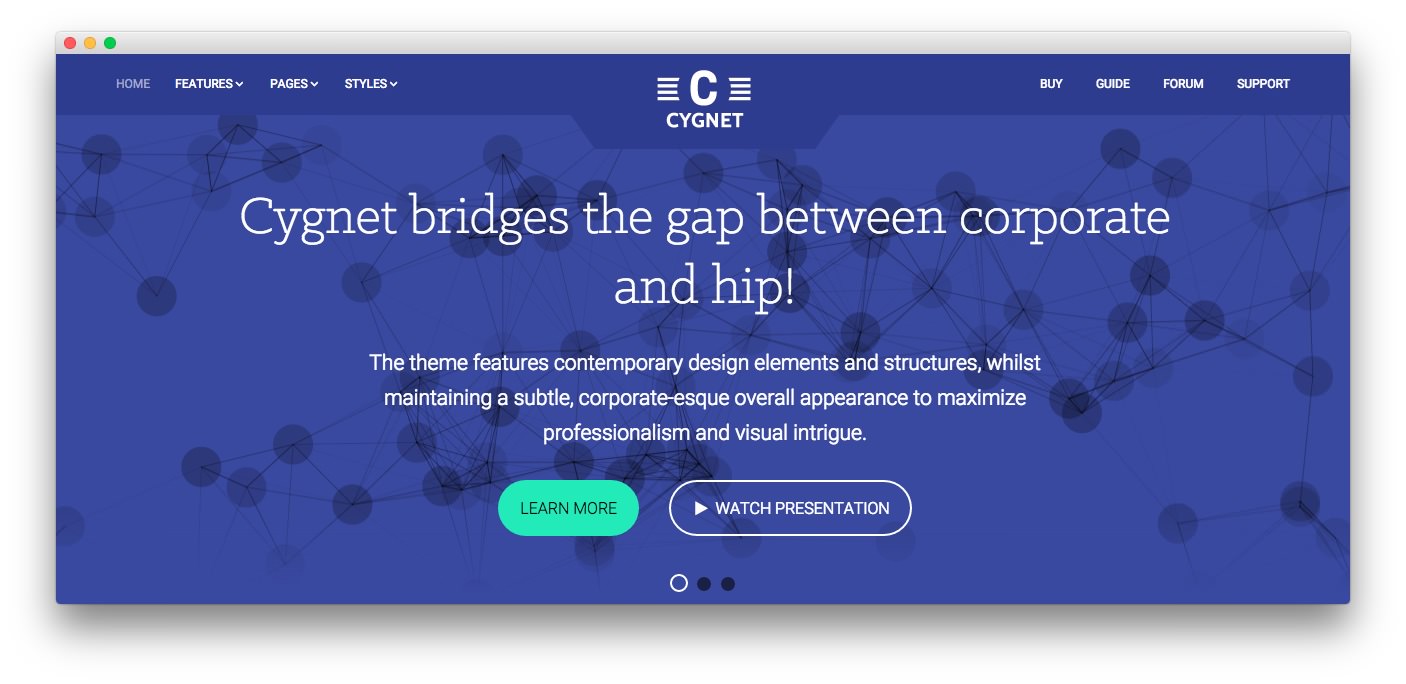 HOME FEATURES PAGES STYLES
C
CYGNET
BUY GUIDE FORUM SUPPORT
Cygnet bridges the gap between corporate
and hip!
The theme features contemporary design elements and structures, whilst
maintaining a subtle, corporate-esque overall appearance to maximize
professionalism and visual intrigue.
LEARN MORE
WATCH PRESENTATION